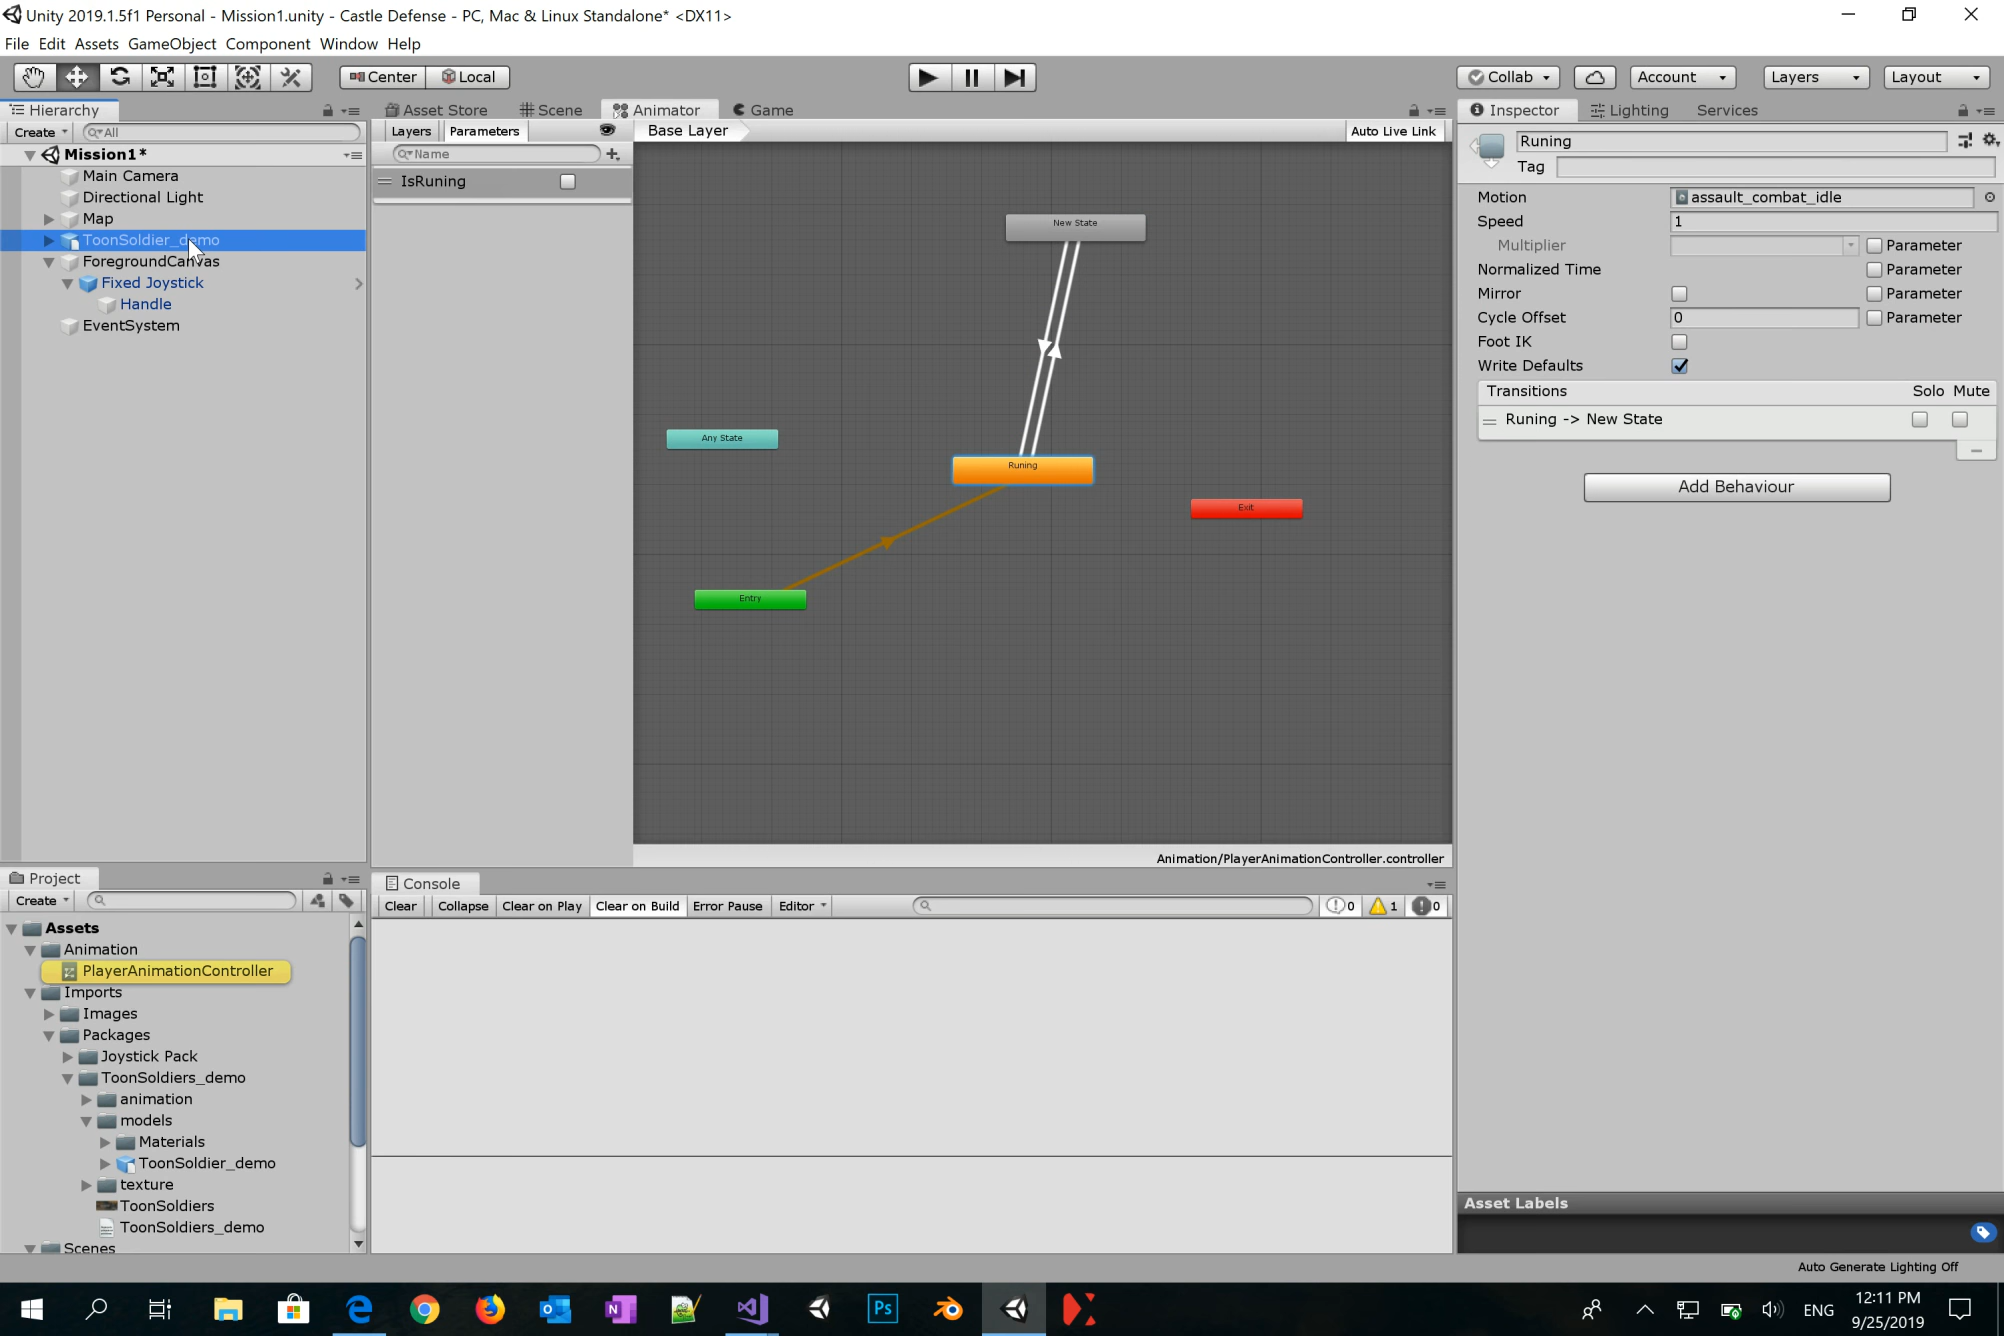 Unity 2019.1.5f1 Personal - Mission1.unity - Castle Defense - PC, Mac & Linux Standalone* <DX11>
File Edit Assets GameObject Component Window Help
Center Local Collab Account Layers Layout
Hierarchy
Create All
Mission1*
Main Camera
Directional Light
Map
ToonSoldier_demo
ForegroundCanvas
Fixed Joystick
Handle
EventSystem
Asset Store Scene Animator Game
Layers Parameters Base Layer Auto Live Link
Name
IsRuning
New State
Any State
Runing
Exit
Entry
Animation/PlayerAnimationController.controller
Inspector Lighting Services
Runing
Tag
Motion assault_combat_idle
Speed 1
Multiplier Parameter
Normalized Time Parameter
Mirror Parameter
Cycle Offset 0 Parameter
Foot IK
Write Defaults
Transitions Solo Mute
Runing -> New State
Add Behaviour
Asset Labels
Project
Create
Assets
Animation
PlayerAnimationController
Imports
Images
Packages
Joystick Pack
ToonSoldiers_demo
animation
models
Materials
ToonSoldier_demo
texture
ToonSoldiers
ToonSoldiers_demo
Scenes
Console
Clear Collapse Clear on Play Clear on Build Error Pause Editor 0 1 0
Auto Generate Lighting Off
Ps
ENG
12:11 PM
9/25/2019